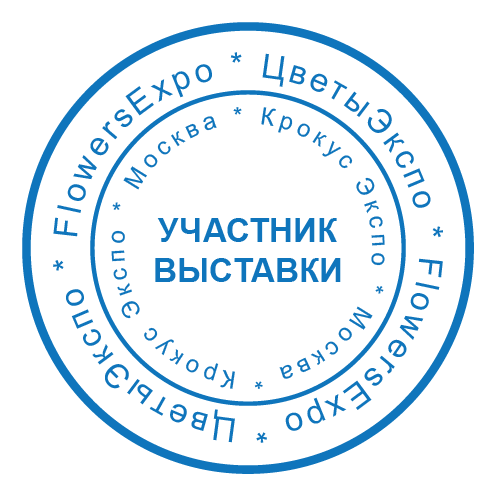 FlowersExpo * ЦветыЭкспо * FlowersExpo * ЦветыЭкспо *
Москва * Крокус Экспо * Москва * Крокус Экспо *
УЧАСТНИК
ВЫСТАВКИ